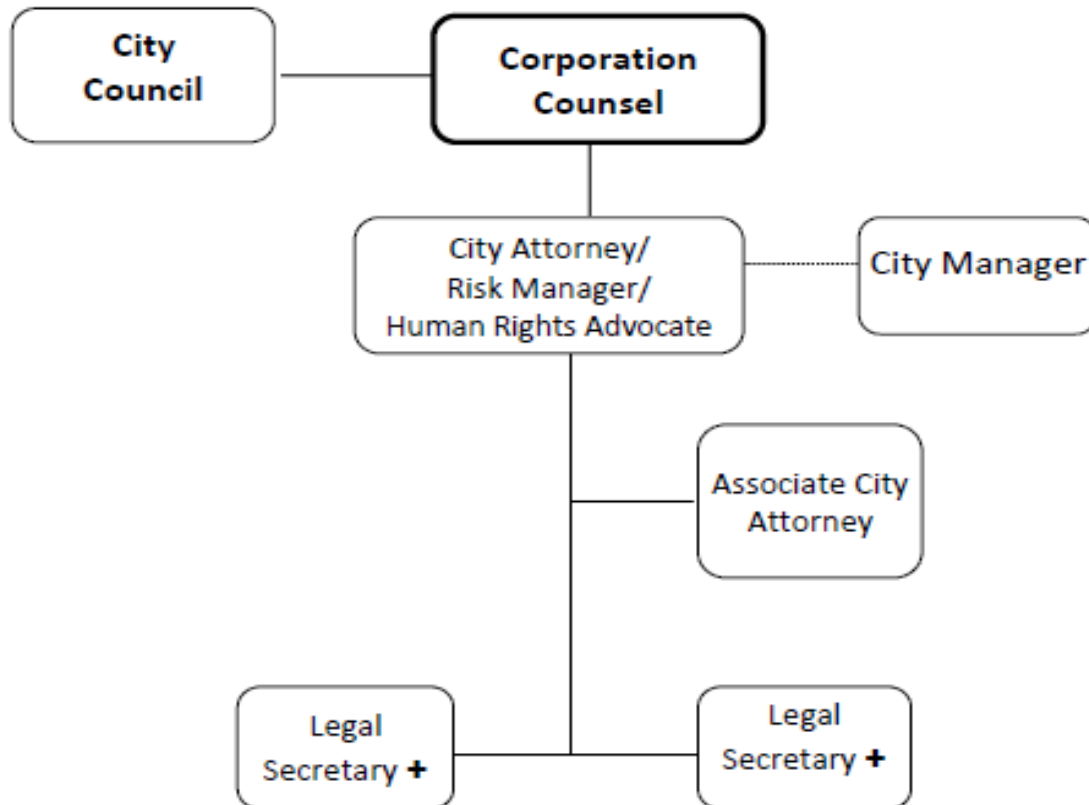 City
Council
Corporation
Counsel
City Attorney/
Risk Manager/
Human Rights Advocate
City Manager
Associate City
Attorney
Legal
Secretary +
Legal
Secretary +